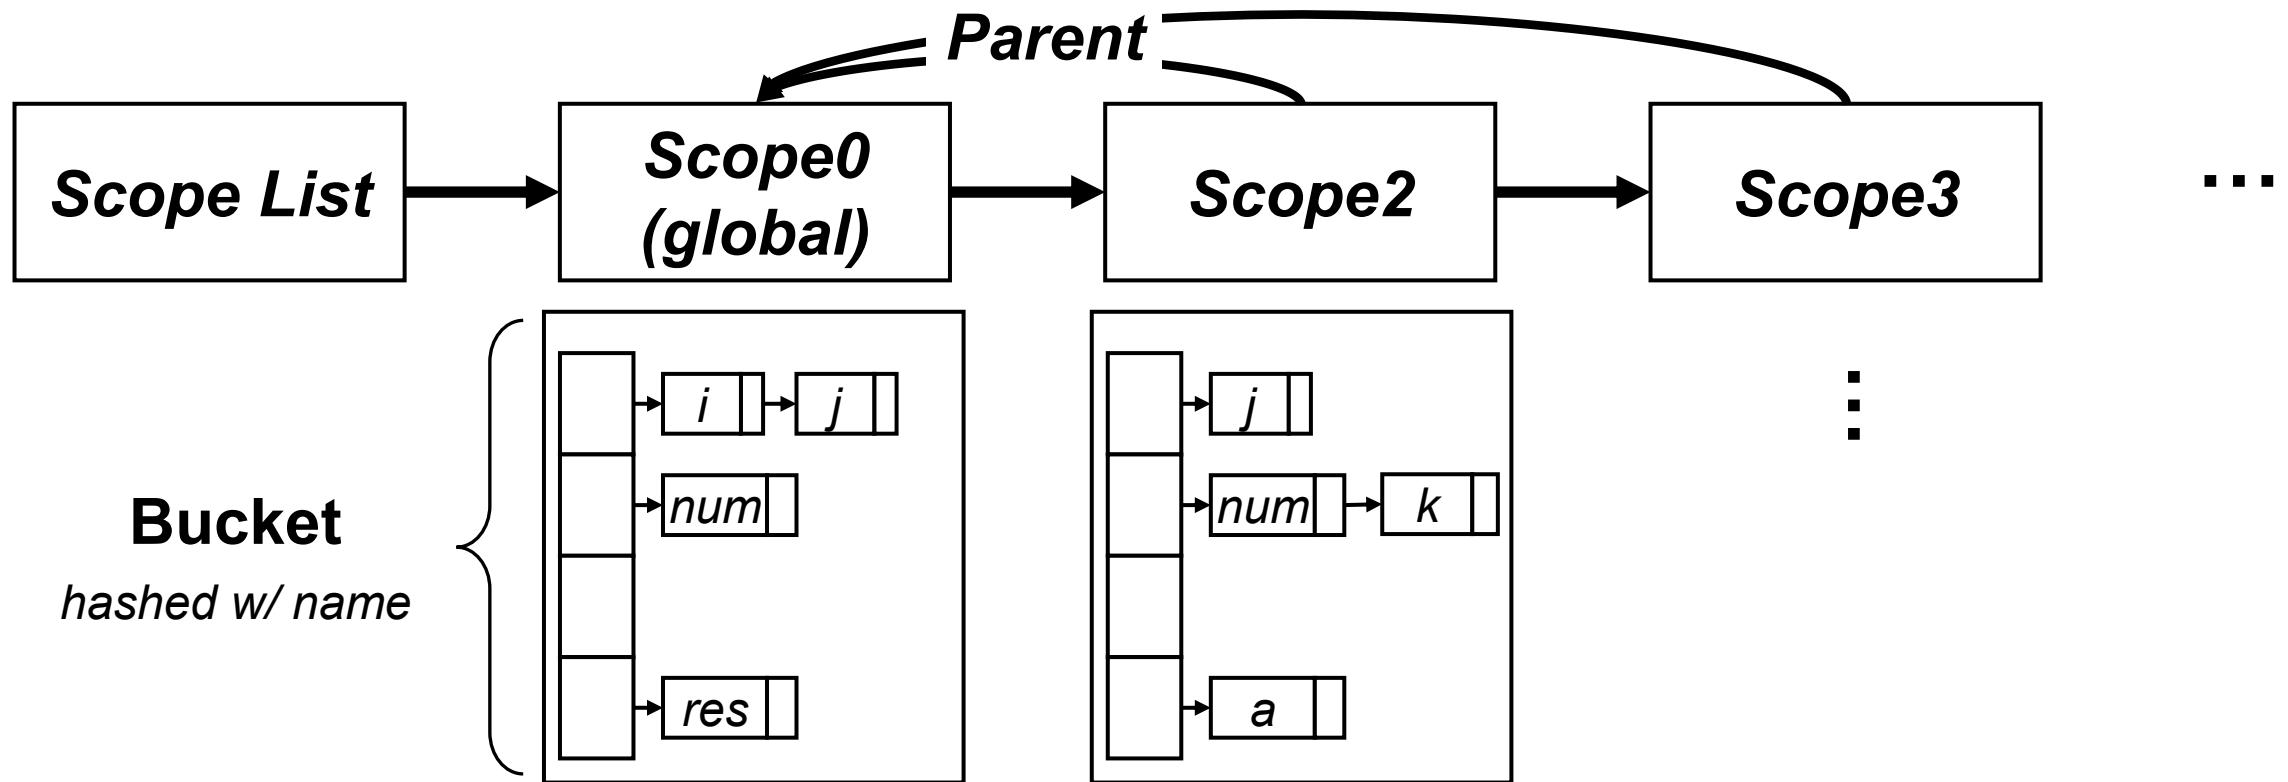 Parent
Scope List
Scope0
(global)
Scope2
Scope3
...
Bucket
hashed w/ name
i
j
num
res
j
num
k
a